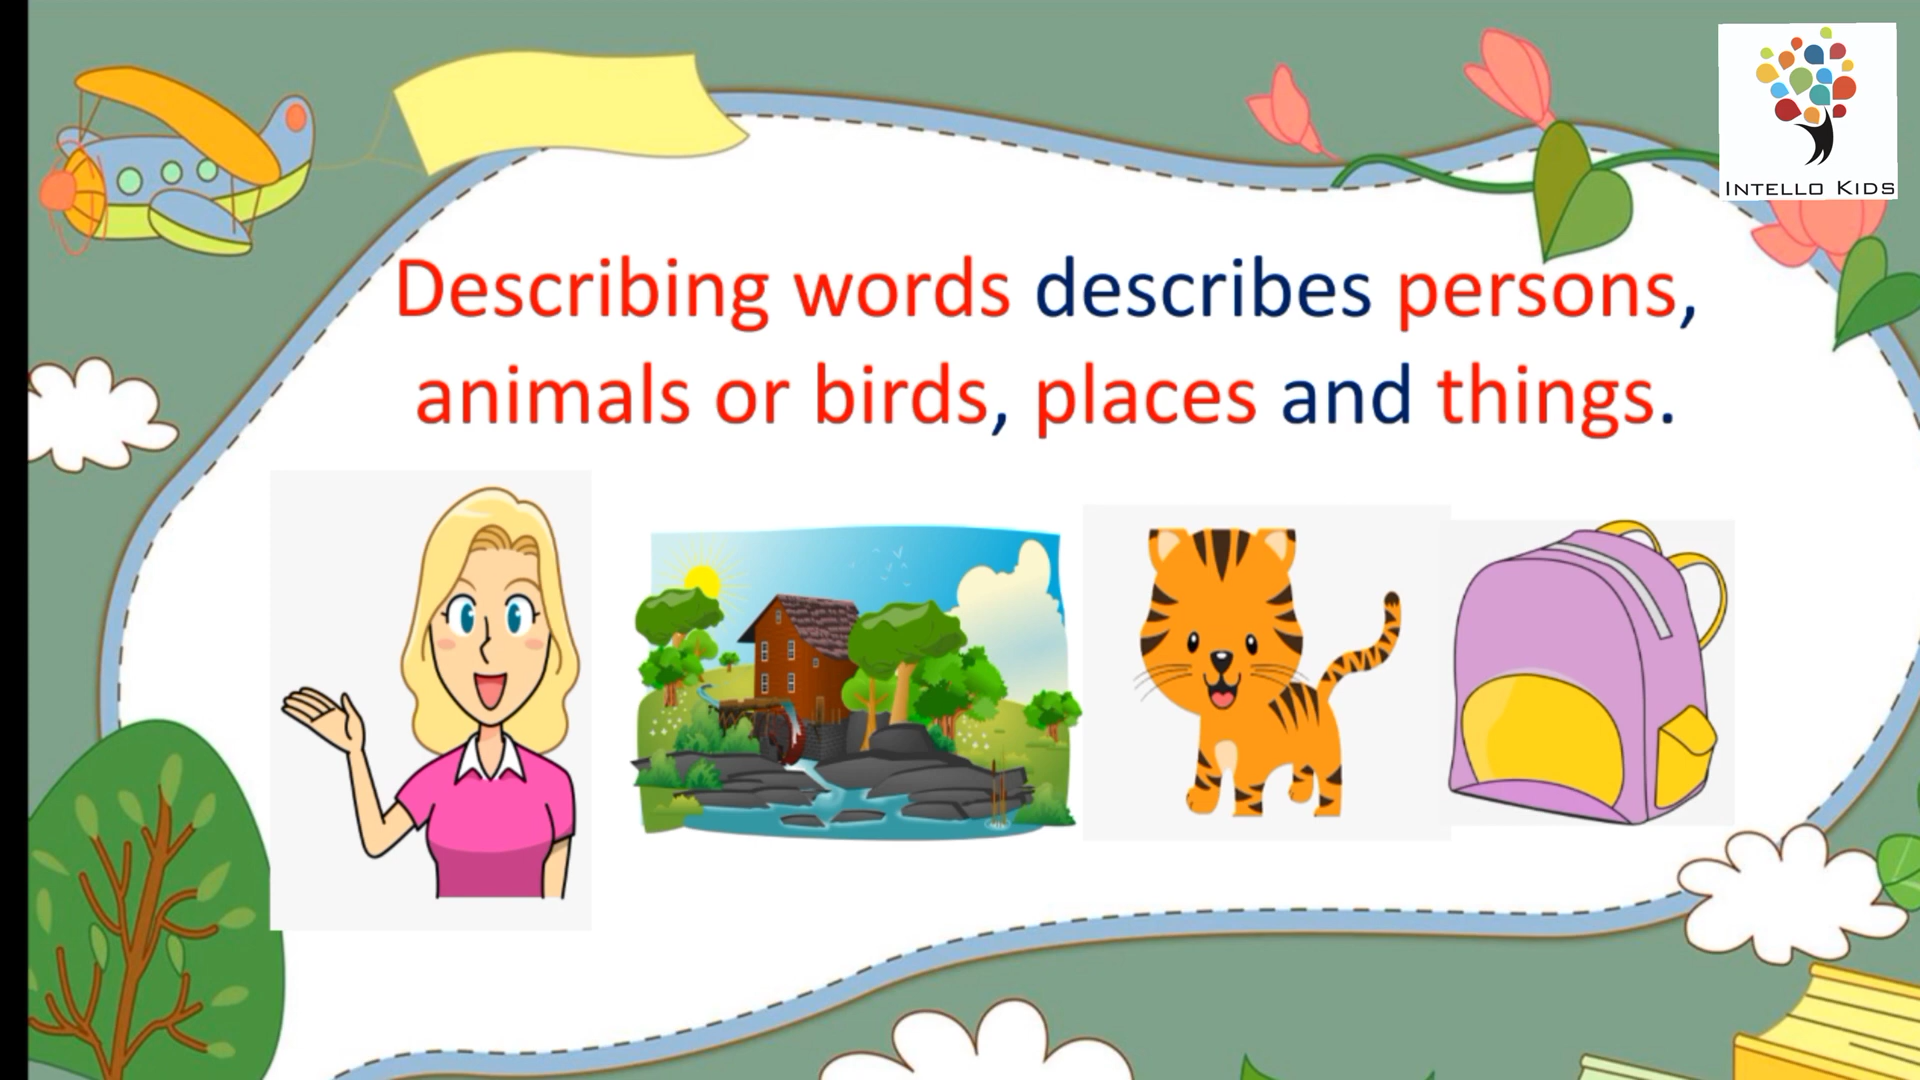 INTELLO KIDS
Describing words describes persons,
animals or birds, places and things.